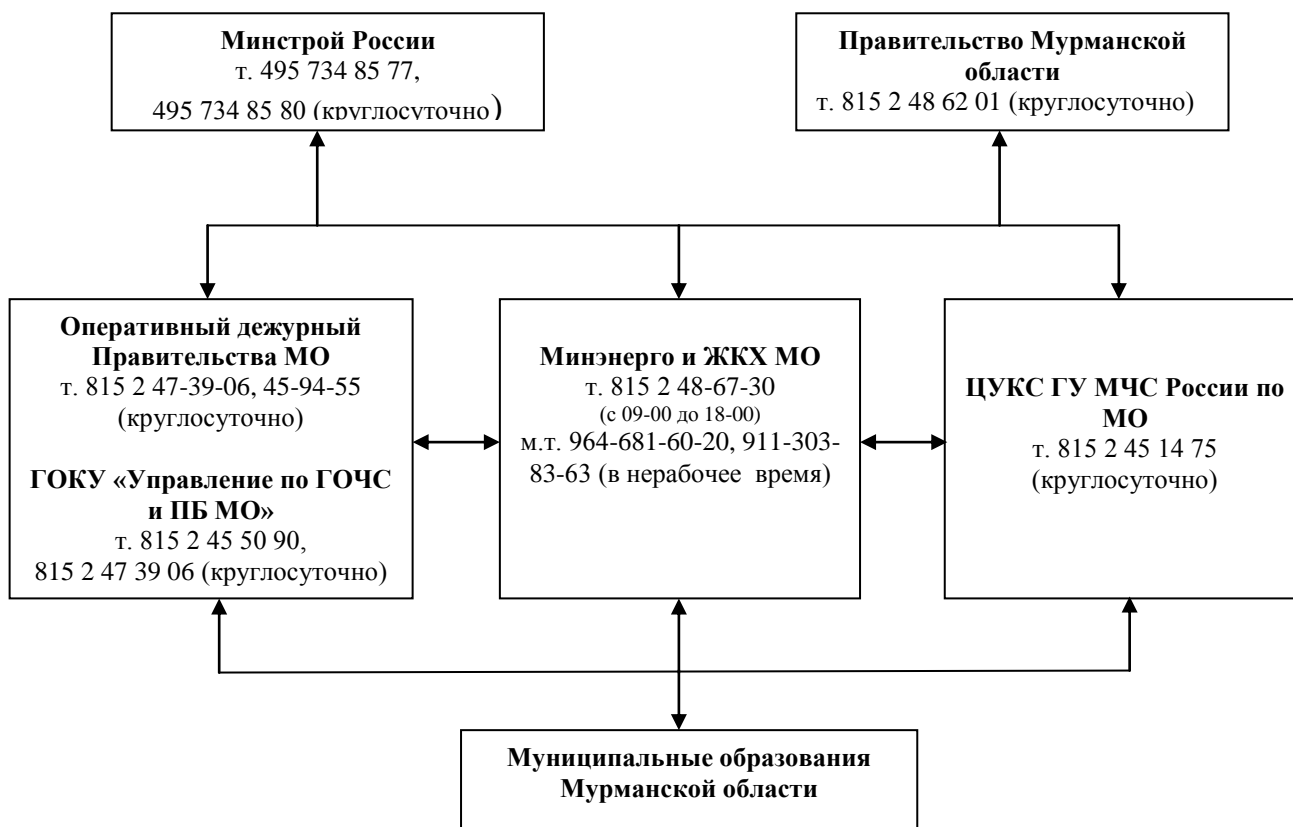 Минстрой России
т. 495 734 85 77,
495 734 85 80 (круглосуточно)
Правительство Мурманской
области
т. 815 2 48 62 01 (круглосуточно)
Оперативный дежурный
Правительства МО
т. 815 2 47-39-06, 45-94-55
(круглосуточно)
ГОКУ «Управление по ГОЧС
и ПБ МО»
т. 815 2 45 50 90,
815 2 47 39 06 (круглосуточно)
Минэнерго и ЖКХ МО
т. 815 2 48-67-30
(с 09-00 до 18-00)
м.т. 964-681-60-20, 911-303-
83-63 (в нерабочее время)
ЦУКС ГУ МЧС России по
МО
т. 815 2 45 14 75
(круглосуточно)
Муниципальные образования
Мурманской области